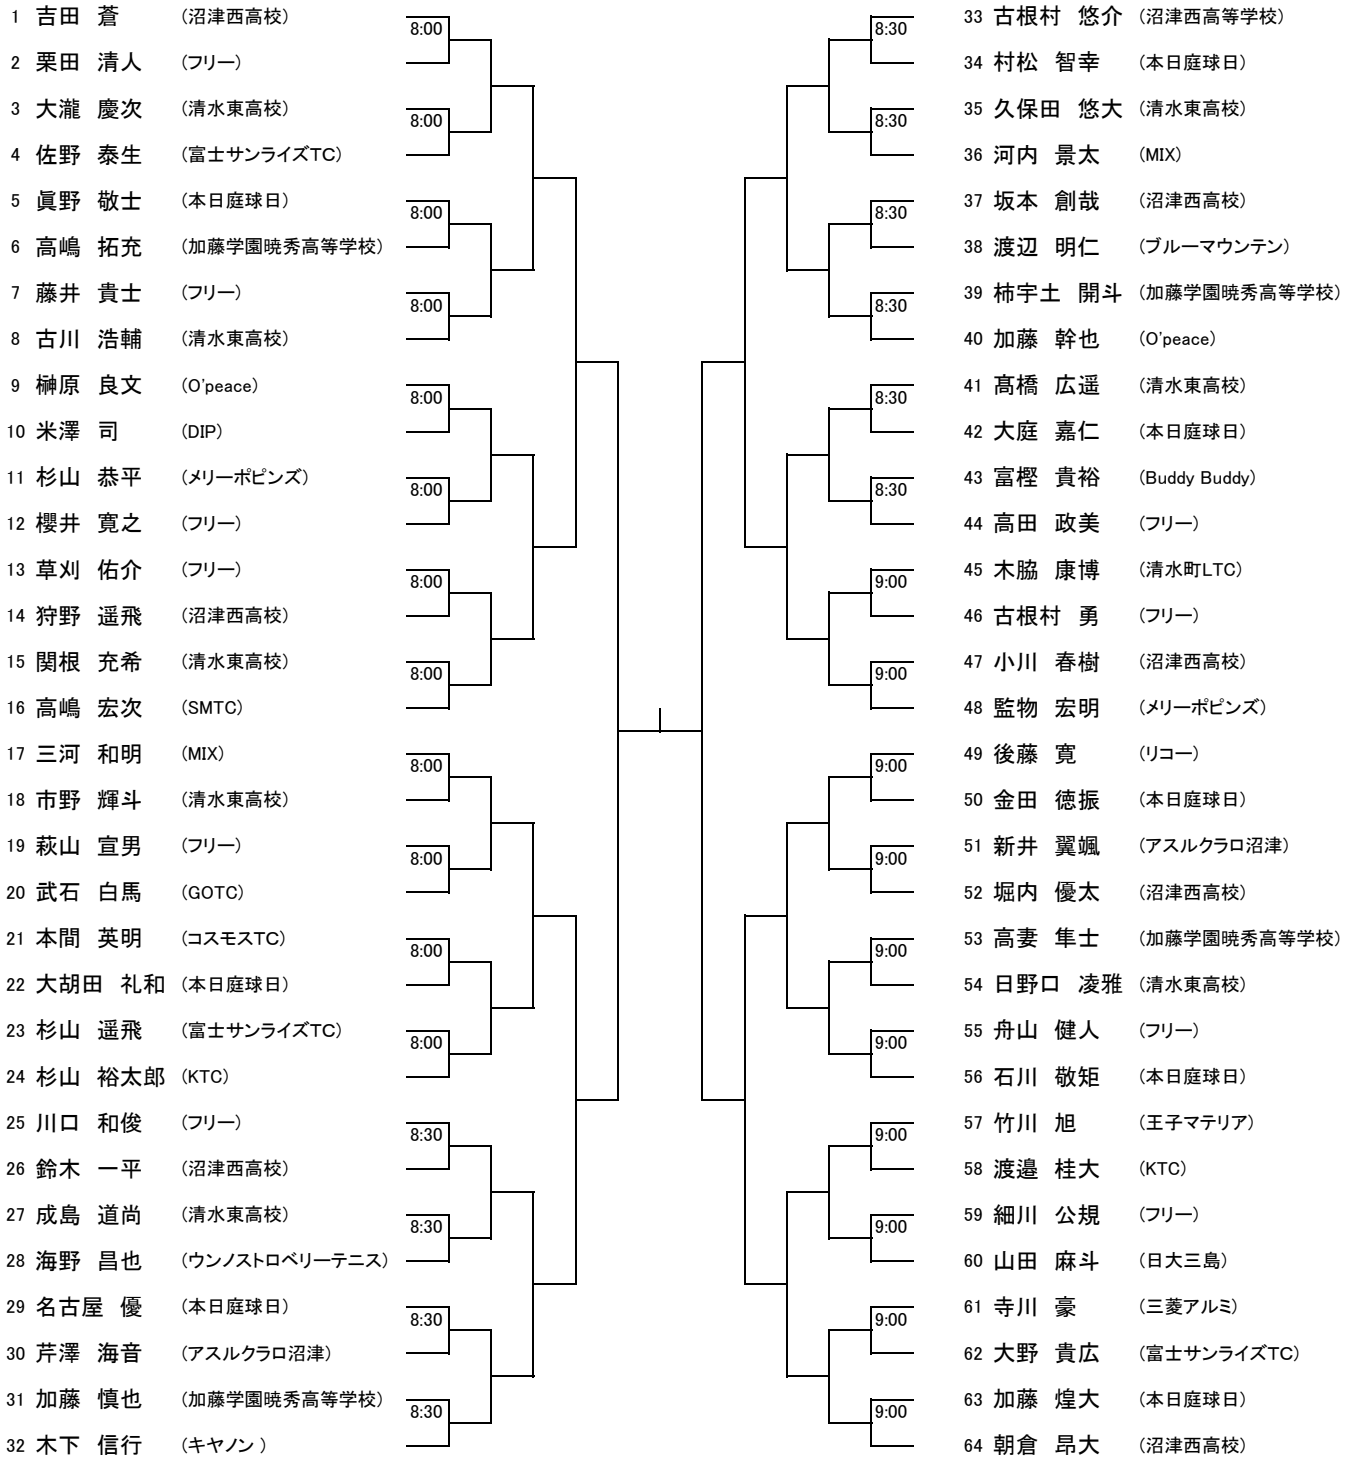 1 吉田 蒼 (沼津西高校)
8:00
2 栗田 清人 (フリー)
3 大瀧 慶次 (清水東高校)
8:00
4 佐野 泰生 (富士サンライズTC)
5 眞野 敬士 (本日庭球日)
8:00
6 高嶋 拓充 (加藤学園暁秀高等学校)
7 藤井 貴士 (フリー)
8:00
8 古川 浩輔 (清水東高校)
9 榊原 良文 (O'peace)
8:00
10 米澤 司 (DIP)
11 杉山 恭平 (メリーポピンズ)
8:00
12 櫻井 寛之 (フリー)
13 草刈 佑介 (フリー)
8:00
14 狩野 遥飛 (沼津西高校)
15 関根 充希 (清水東高校)
8:00
16 高嶋 宏次 (SMTC)
17 三河 和明 (MIX)
8:00
18 市野 輝斗 (清水東高校)
19 萩山 宣男 (フリー)
8:00
20 武石 白馬 (GOTC)
21 本間 英明 (コスモスTC)
8:00
22 大胡田 礼和 (本日庭球日)
23 杉山 遥飛 (富士サンライズTC)
8:00
24 杉山 裕太郎 (KTC)
25 川口 和俊 (フリー)
8:30
26 鈴木 一平 (沼津西高校)
27 成島 道尚 (清水東高校)
8:30
28 海野 昌也 (ウンノストロベリーテニス)
29 名古屋 優 (本日庭球日)
8:30
30 芹澤 海音 (アスルクラロ沼津)
31 加藤 慎也 (加藤学園暁秀高等学校)
8:30
32 木下 信行 (キヤノン )
33 古根村 悠介 (沼津西高等学校)
8:30
34 村松 智幸 (本日庭球日)
35 久保田 悠大 (清水東高校)
8:30
36 河内 景太 (MIX)
37 坂本 創哉 (沼津西高校)
8:30
38 渡辺 明仁 (ブルーマウンテン)
39 柿宇土 開斗 (加藤学園暁秀高等学校)
8:30
40 加藤 幹也 (O'peace)
41 髙橋 広遥 (清水東高校)
8:30
42 大庭 嘉仁 (本日庭球日)
43 富樫 貴裕 (Buddy Buddy)
8:30
44 高田 政美 (フリー)
45 木脇 康博 (清水町LTC)
9:00
46 古根村 勇 (フリー)
47 小川 春樹 (沼津西高校)
9:00
48 監物 宏明 (メリーポピンズ)
49 後藤 寛 (リコー)
9:00
50 金田 徳振 (本日庭球日)
51 新井 翼颯 (アスルクラロ沼津)
9:00
52 堀内 優太 (沼津西高校)
53 高妻 隼士 (加藤学園暁秀高等学校)
9:00
54 日野口 凌雅 (清水東高校)
55 舟山 健人 (フリー)
9:00
56 石川 敬矩 (本日庭球日)
57 竹川 旭 (王子マテリア)
9:00
58 渡邉 桂大 (KTC)
59 細川 公規 (フリー)
9:00
60 山田 麻斗 (日大三島)
61 寺川 豪 (三菱アルミ)
9:00
62 大野 貴広 (富士サンライズTC)
63 加藤 煌大 (本日庭球日)
9:00
64 朝倉 昂大 (沼津西高校)